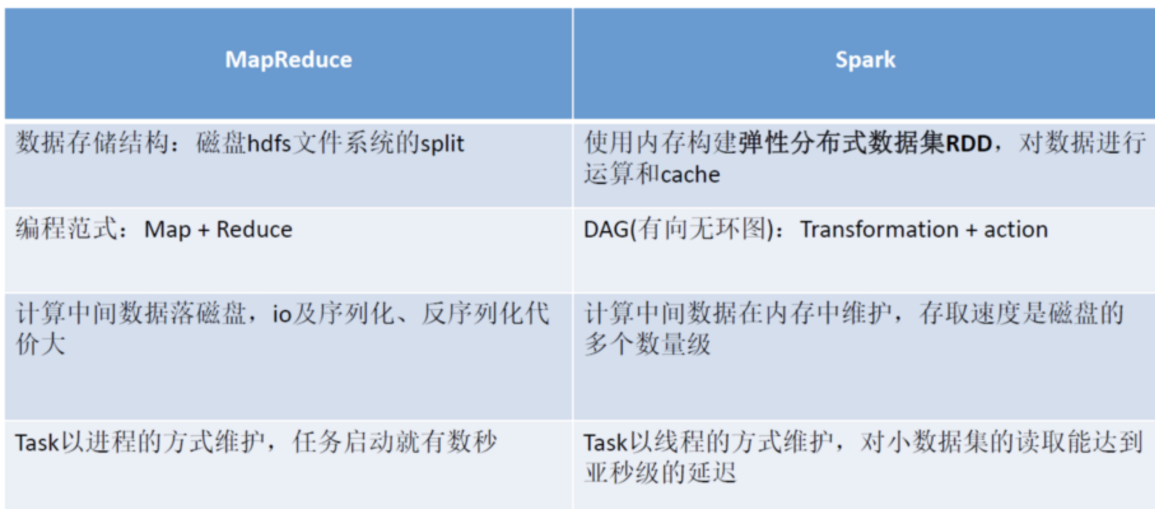 MapReduce
Spark
数据存储结构：磁盘hdfs文件系统的split
使用内存构建弹性分布式数据集RDD，对数据进行
运算和cache
编程范式：Map + Reduce
DAG(有向无环图)：Transformation + action
计算中间数据落磁盘，io及序列化、反序列化代
价大
计算中间数据在内存中维护，存取速度是磁盘的
多个数量级
Task以进程的方式维护，任务启动就有数秒
Task以线程的方式维护，对小数据集的读取能达到
亚秒级的延迟